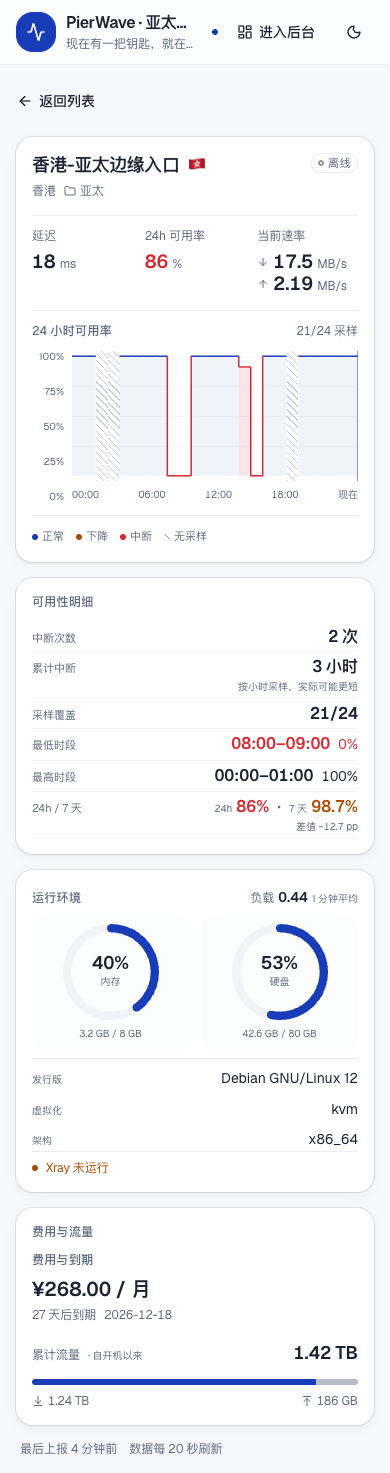 PierWave · 亚太…
现在有一把钥匙，就在…
进入后台
返回列表
香港-亚太边缘入口
离线
香港 亚太
延迟 24h 可用率 当前速率
18 ms 86 % ↓ 17.5 MB/s
↑ 2.19 MB/s
24 小时可用率 21/24 采样
100%
75%
50%
25%
0%
00:00 06:00 12:00 18:00 现在
正常 下降 中断 无采样
可用性明细
中断次数 2 次
累计中断 3 小时
按小时采样，实际可能更短
采样覆盖 21/24
最低时段 08:00–09:00 0%
最高时段 00:00–01:00 100%
24h / 7 天 24h 86% · 7 天 98.7%
差值 −12.7 pp
运行环境 负载 0.44 1 分钟平均
40% 53%
内存 硬盘
3.2 GB / 8 GB 42.6 GB / 80 GB
发行版 Debian GNU/Linux 12
虚拟化 kvm
架构 x86_64
Xray 未运行
费用与流量
费用与到期
¥268.00 / 月
27 天后到期 2026-12-18
累计流量 · 自开机以来 1.42 TB
1.24 TB 186 GB
最后上报 4 分钟前 数据每 20 秒刷新